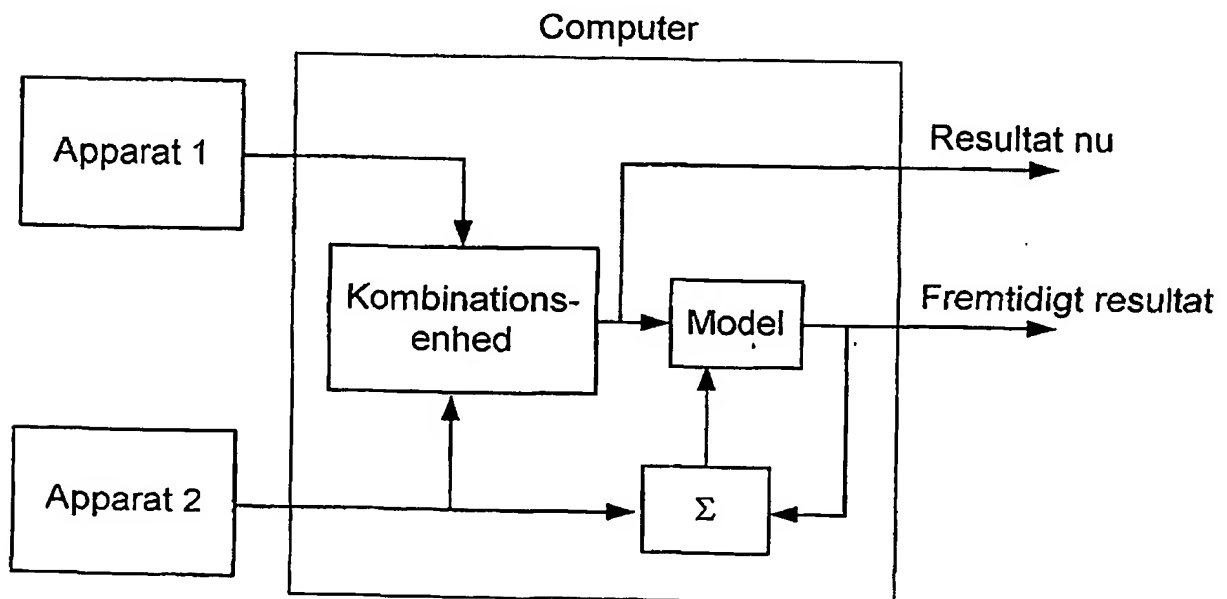 Computer
Apparat 1
Resultat nu
Kombinations-
enhed
Model
Fremtidigt resultat
Apparat 2
Σ